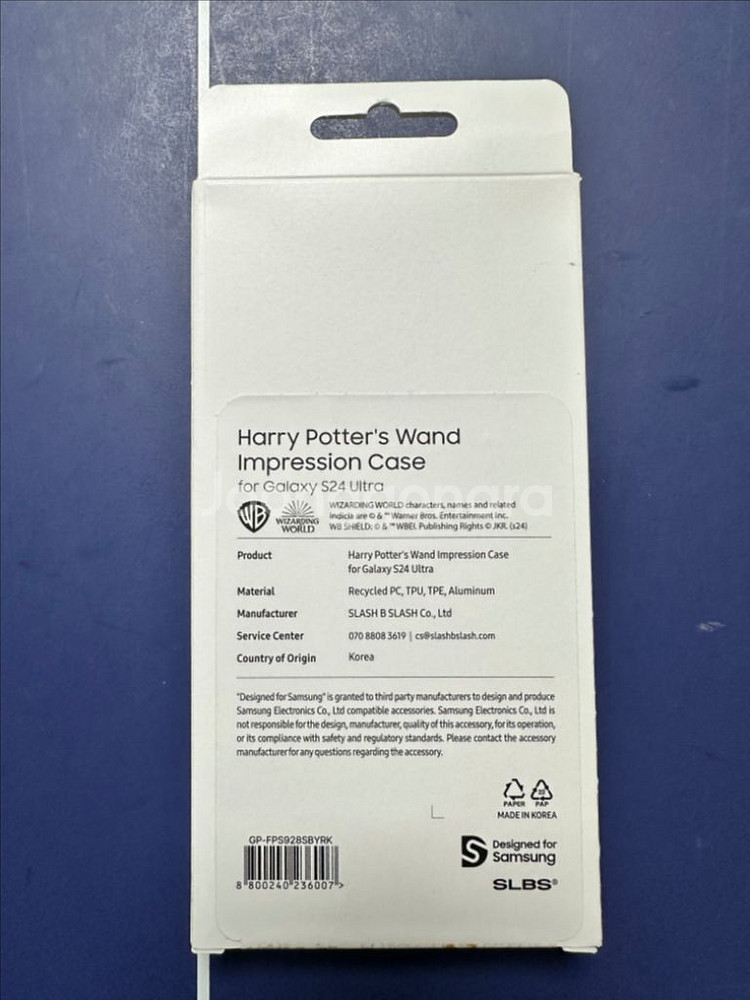 Harry Potter's Wand
Impression Case
for Galaxy S24 Ultra
WB
WIZARDING
WORLD
WIZARDING WORLD characters, names and related
indicia are © & ™ Warner Bros. Entertainment Inc.
WB SHIELD: © & ™ WBEI. Publishing Rights © JKR. (s24)
Product Harry Potter's Wand Impression Case
for Galaxy S24 Ultra
Material Recycled PC, TPU, TPE, Aluminum
Manufacturer SLASH B SLASH Co., Ltd
Service Center 070 8808 3619 | cs@slashbslash.com
Country of Origin Korea
"Designed for Samsung" is granted to third party manufacturers to design and produce
Samsung Electronics Co., Ltd compatible accessories. Samsung Electronics Co., Ltd is
not responsible for the design, manufacturer, quality of this accessory, for its operation,
or its compliance with safety and regulatory standards. Please contact the accessory
manufacturer for any questions regarding the accessory.
PAPER PAP
MADE IN KOREA
GP-FPS928SBYRK
8 800240 236007 >
Designed for
Samsung
SLBS®